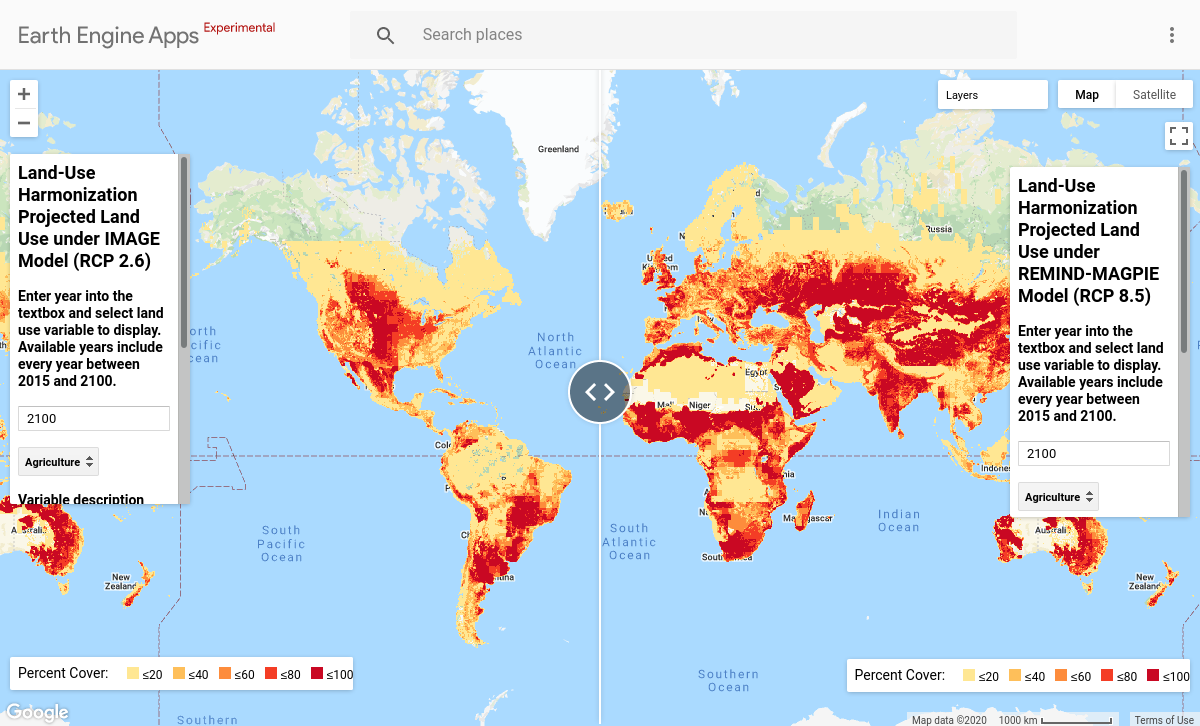 Earth Engine Apps Experimental
Search places
Layers
Map
Satellite
Land-Use
Harmonization
Projected Land
Use under IMAGE
Model (RCP 2.6)
Enter year into the
textbox and select land
use variable to display.
Available years include
every year between
2015 and 2100.
2100
Agriculture
Variable description
Land-Use
Harmonization
Projected Land
Use under
REMIND-MAGPIE
Model (RCP 8.5)
Enter year into the
textbox and select land
use variable to display.
Available years include
every year between
2015 and 2100.
2100
Agriculture
Greenland
Russia
North
Atlantic
Ocean
Egypt
Mali
Niger
Indian
Ocean
South
Pacific
Ocean
South
Atlantic
Ocean
New
Zealand
New
Zealand
Southern
Ocean
Southern
Percent Cover: ≤20 ≤40 ≤60 ≤80 ≤100
Percent Cover: ≤20 ≤40 ≤60 ≤80 ≤100
Google
Map data ©2020
1000 km
Terms of Use